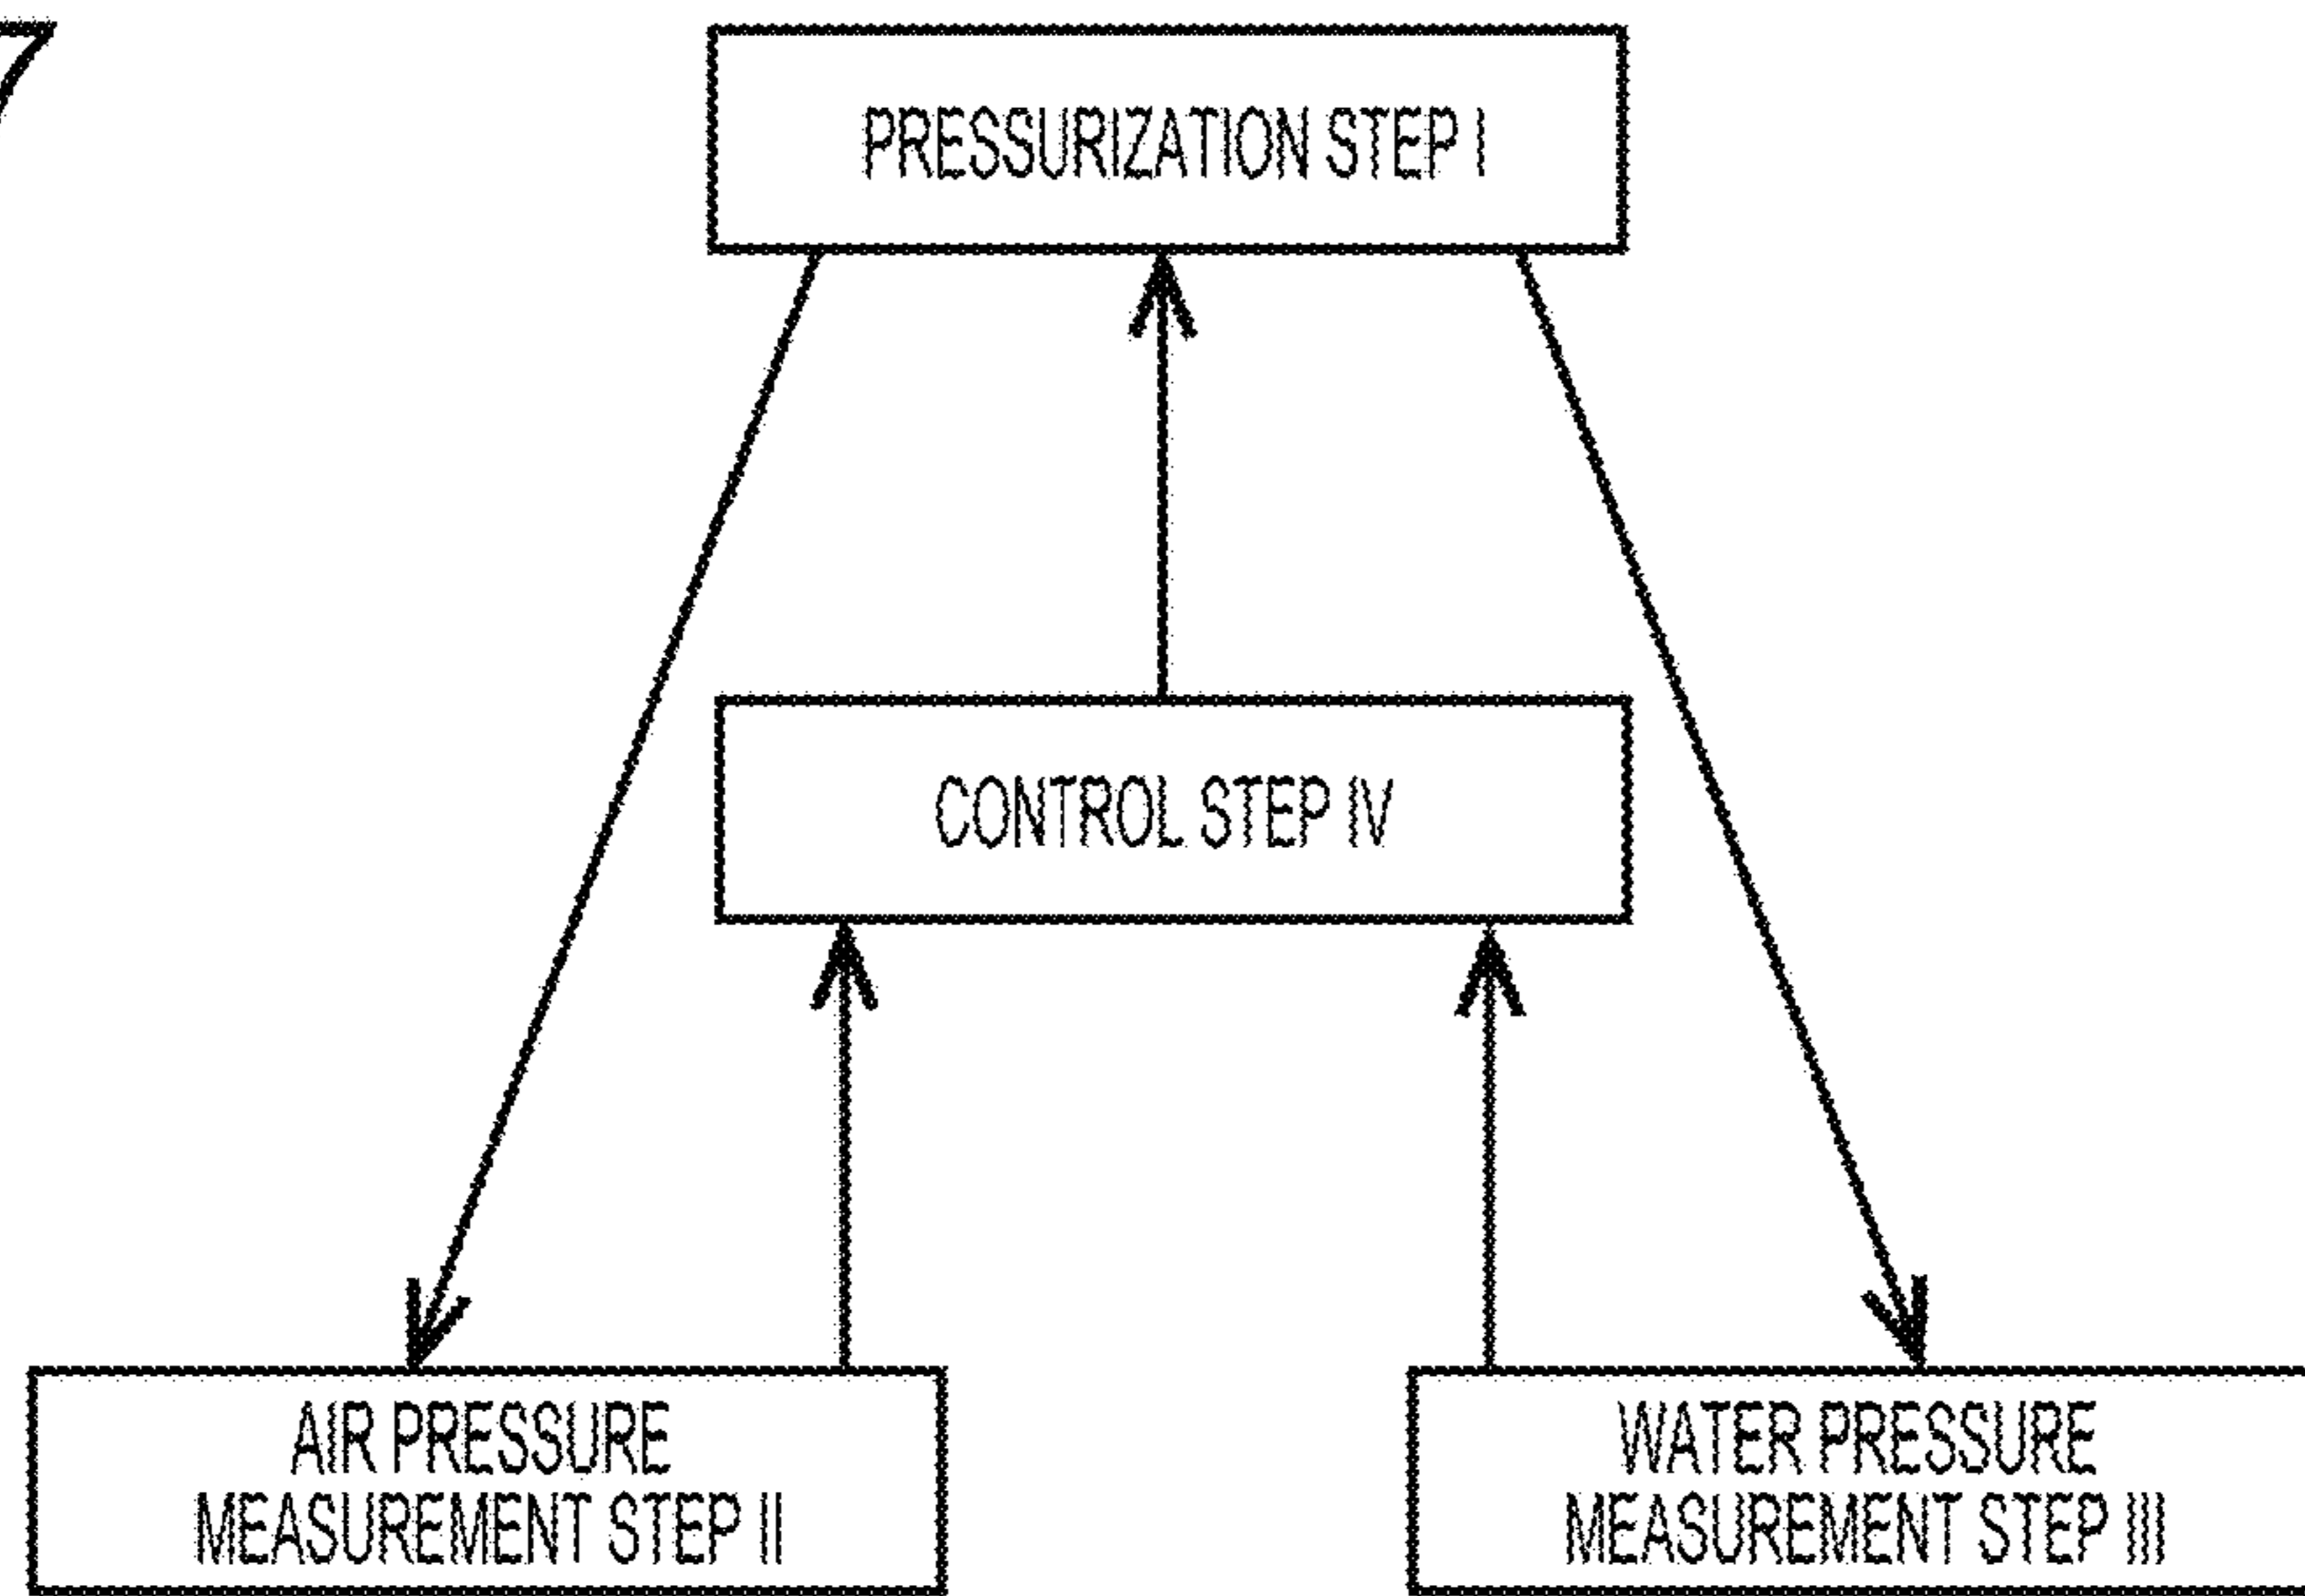 7
PRESSURIZATION STEP I
CONTROL STEP IV
AIR PRESSURE
MEASUREMENT STEP II
WATER PRESSURE
MEASUREMENT STEP III